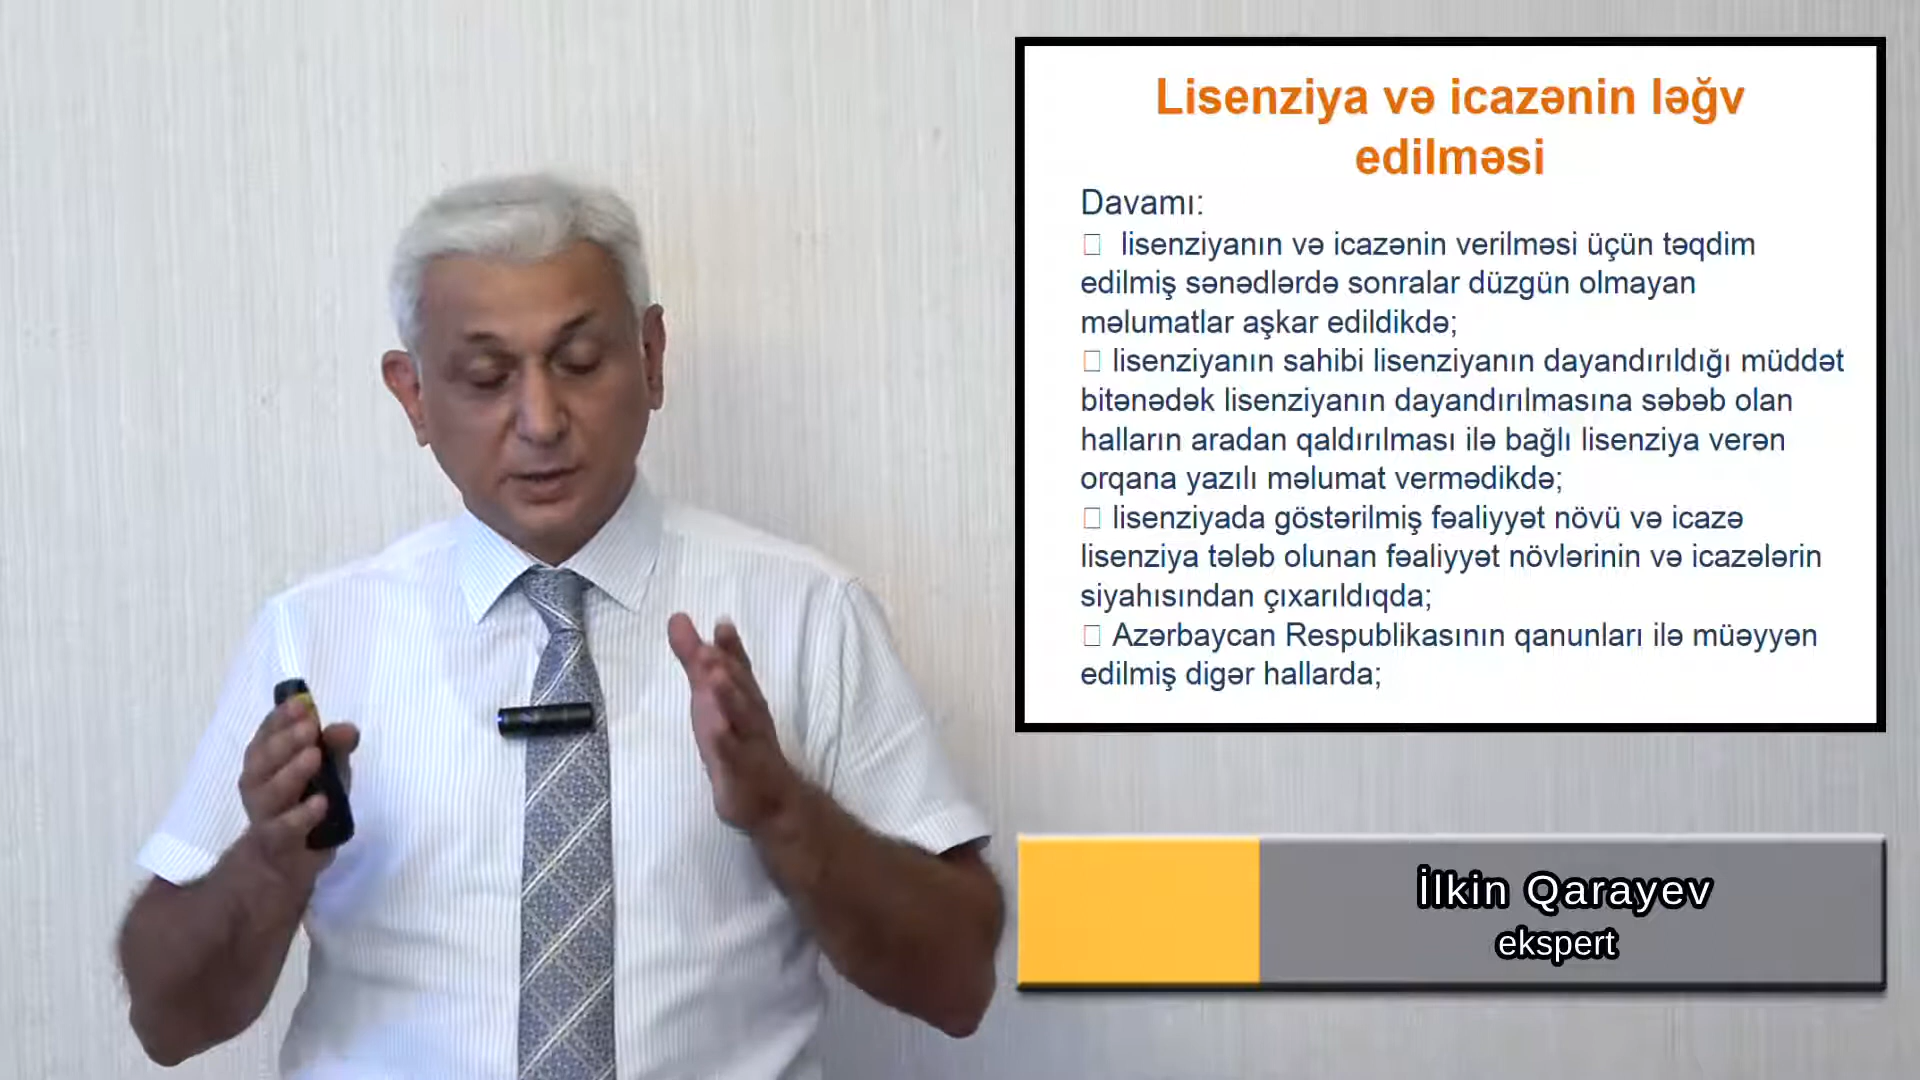 Lisenziya və icazənin ləğv
edilməsi
Davamı:
lisenziyanın və icazənin verilməsi üçün təqdim
edilmiş sənədlərdə sonralar düzgün olmayan
məlumatlar aşkar edildikdə;
lisenziyanın sahibi lisenziyanın dayandırıldığı müddət
bitənədək lisenziyanın dayandırılmasına səbəb olan
halların aradan qaldırılması ilə bağlı lisenziya verən
orqana yazılı məlumat vermədikdə;
lisenziyada göstərilmiş fəaliyyət növü və icazə
lisenziya tələb olunan fəaliyyət növlərinin və icazələrin
siyahısından çıxarıldıqda;
Azərbaycan Respublikasının qanunları ilə müəyyən
edilmiş digər hallarda;
İlkin Qarayev
ekspert